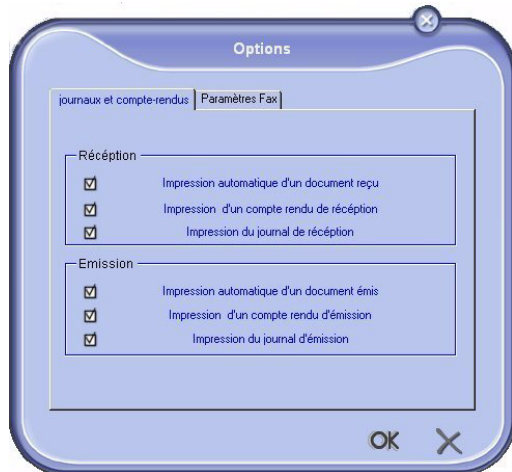 Options
journaux et compte-rendus
Paramètres Fax
Récéption
Impression automatique d'un document reçu
Impression d'un compte rendu de récéption
Impression du journal de récéption
Emission
Impression automatique d'un document émis
Impression d'un compte rendu d'émission
Impression du journal d'émission
OK